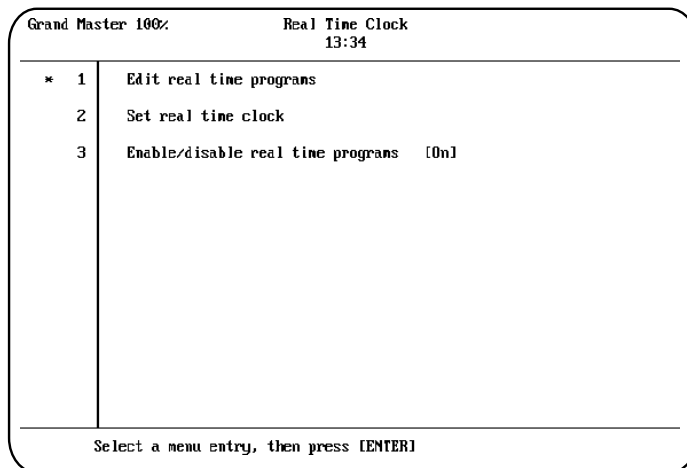 Grand Master 100% Real Time Clock
13:34
* 1 Edit real time programs
2 Set real time clock
3 Enable/disable real time programs [On]
Select a menu entry, then press [ENTER]